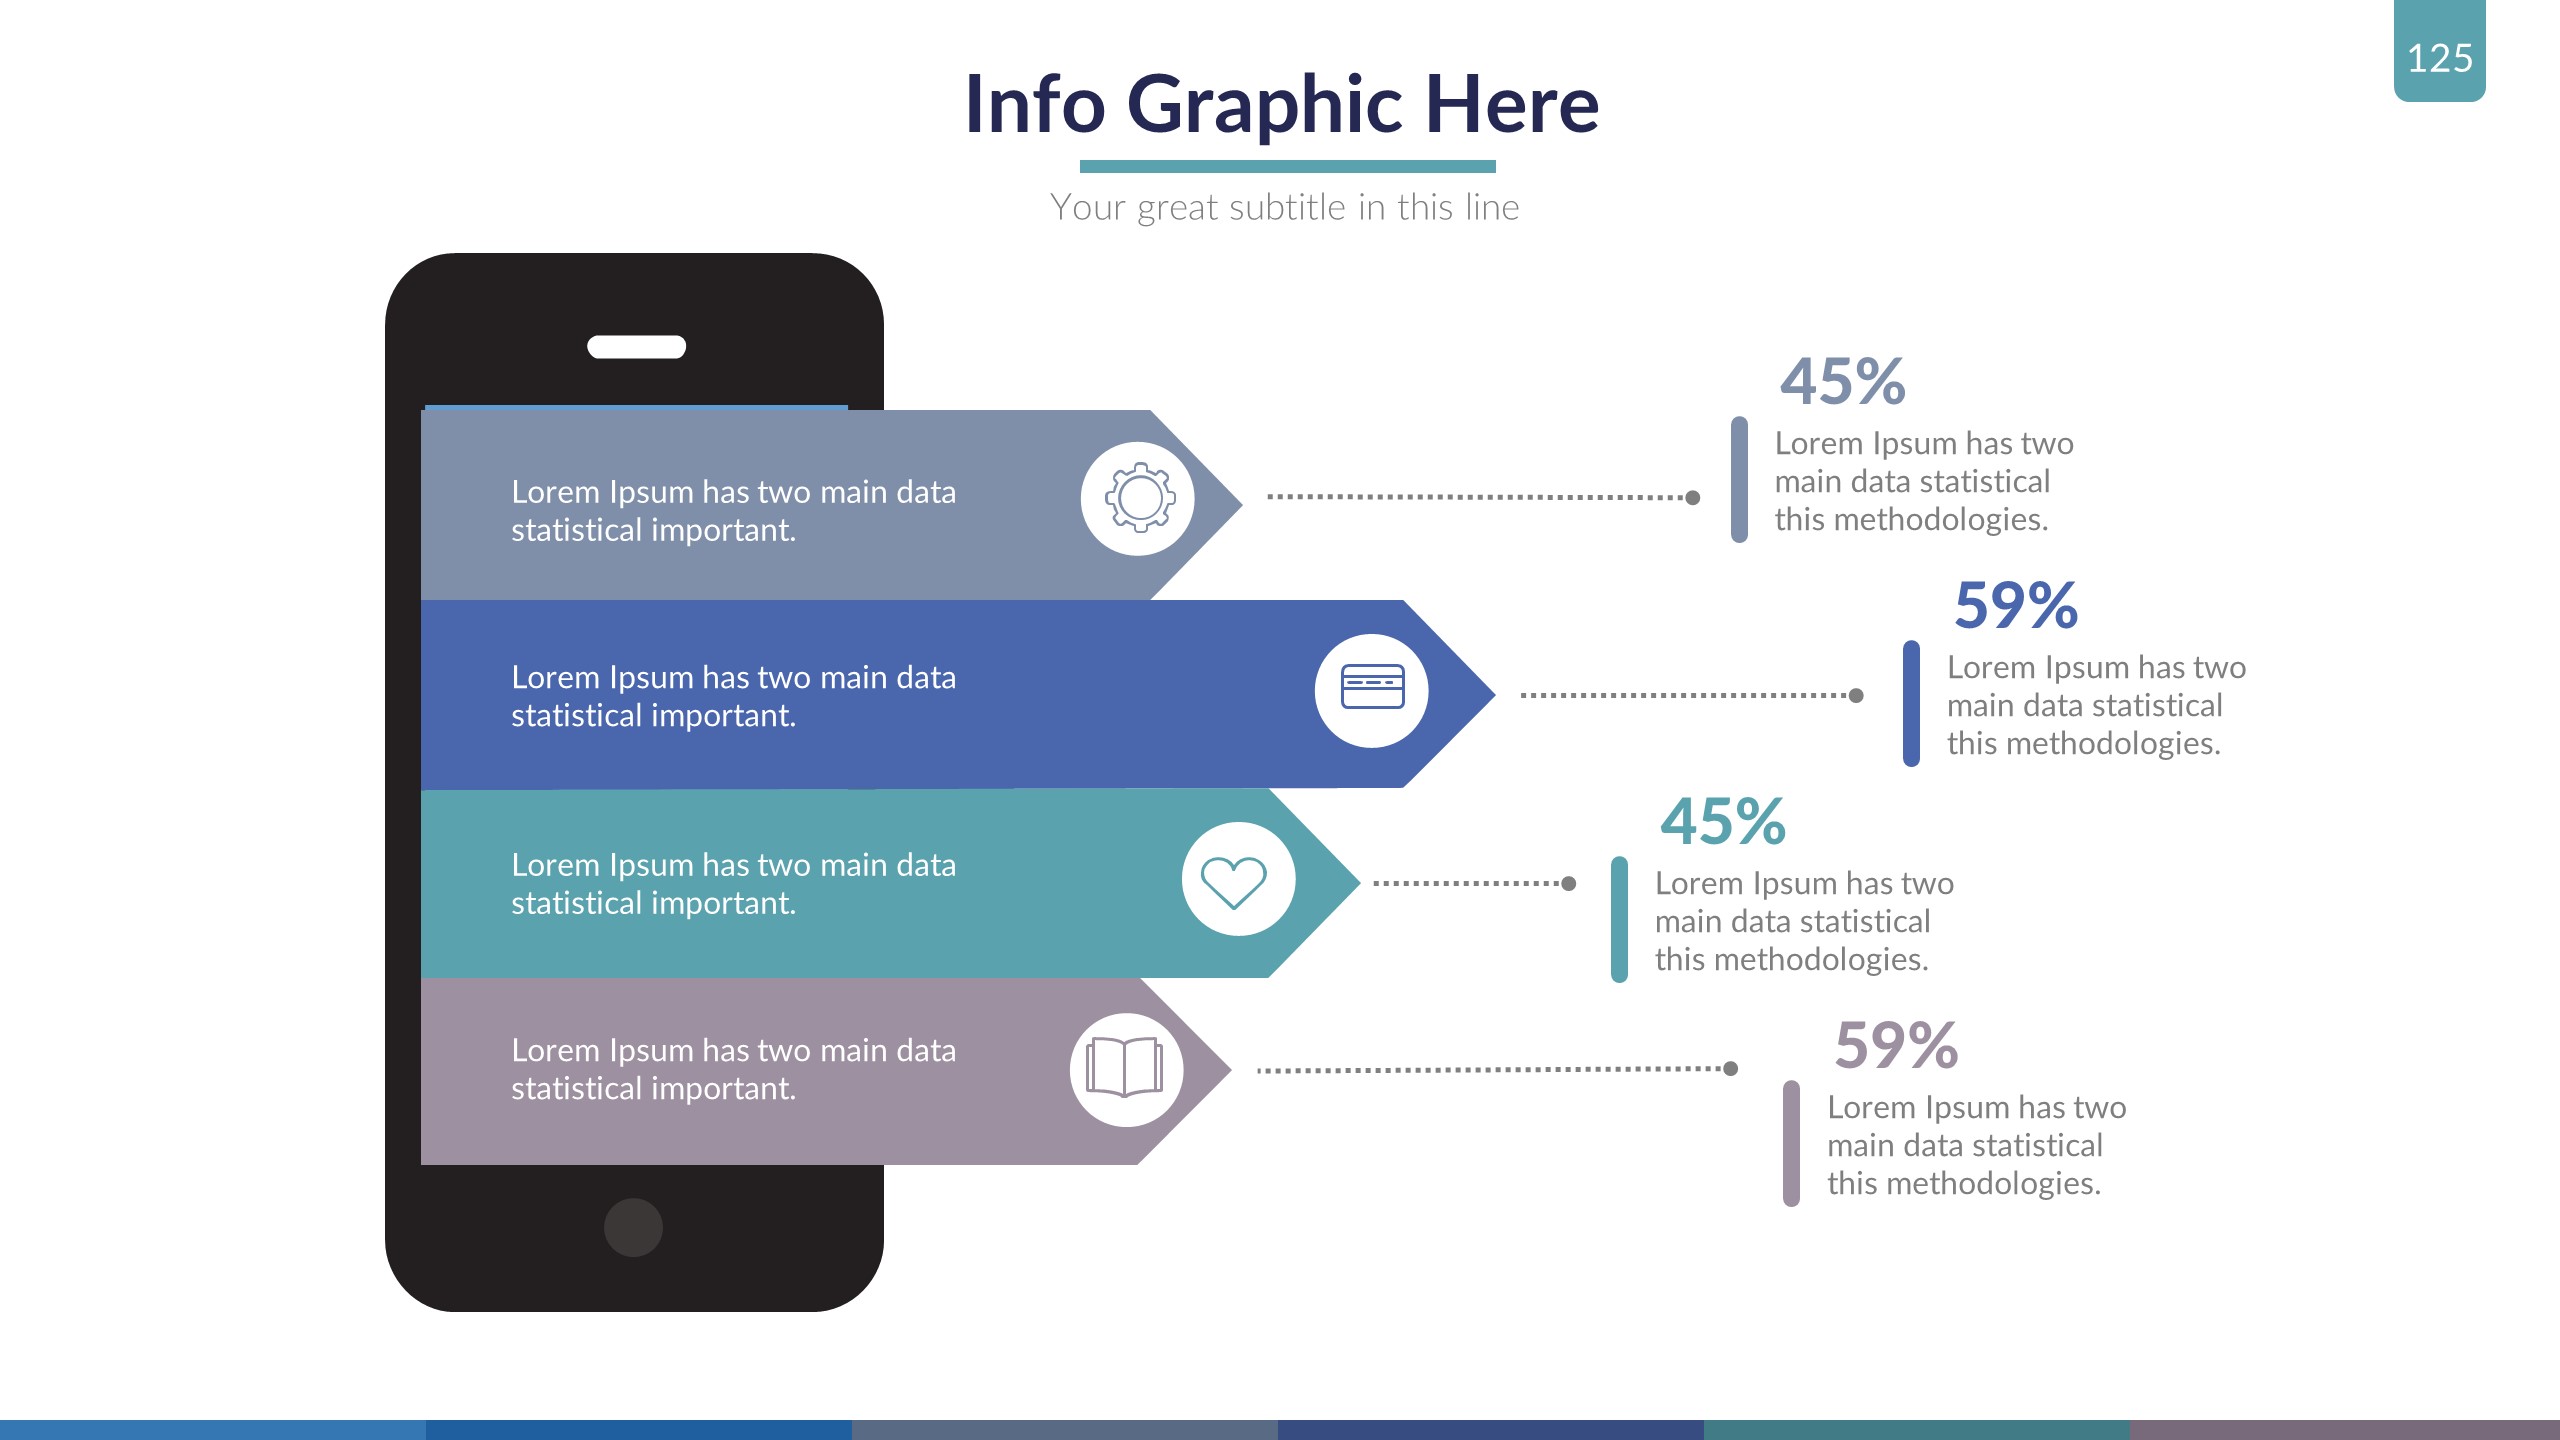 125
Info Graphic Here
Your great subtitle in this line
Lorem Ipsum has two main data
statistical important.
45%
Lorem Ipsum has two
main data statistical
this methodologies.
Lorem Ipsum has two main data
statistical important.
59%
Lorem Ipsum has two
main data statistical
this methodologies.
Lorem Ipsum has two main data
statistical important.
45%
Lorem Ipsum has two
main data statistical
this methodologies.
Lorem Ipsum has two main data
statistical important.
59%
Lorem Ipsum has two
main data statistical
this methodologies.